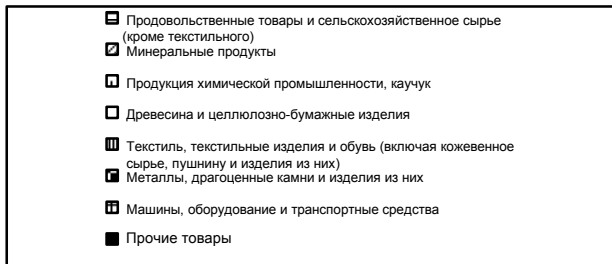 Продовольственные товары и сельскохозяйственное сырье
(кроме текстильного)
Минеральные продукты
Продукция химической промышленности, каучук
Древесина и целлюлозно-бумажные изделия
Текстиль, текстильные изделия и обувь (включая кожевенное
сырье, пушнину и изделия из них)
Металлы, драгоценные камни и изделия из них
Машины, оборудование и транспортные средства
Прочие товары